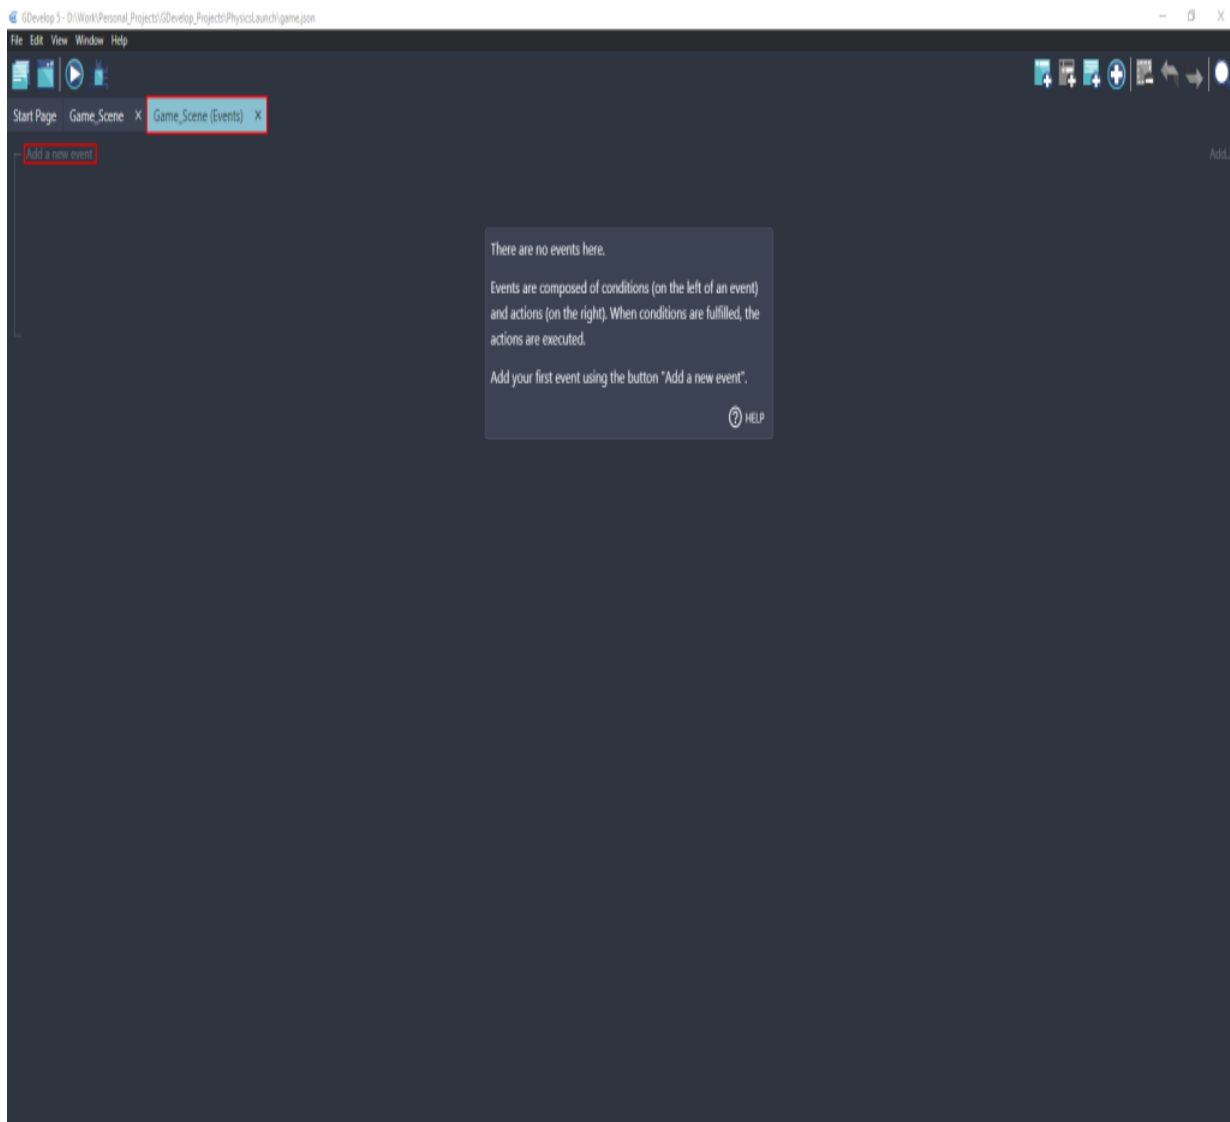 GDevelop 5 - D:\Work\Personal_Projects\GDevelop_Projects\PhysicsLaunch\game.json
File Edit View Window Help
Start Page Game_Scene × Game_Scene (Events) ×
Add a new event Add...
There are no events here.
Events are composed of conditions (on the left of an event)
and actions (on the right). When conditions are fulfilled, the
actions are executed.
Add your first event using the button "Add a new event".
? HELP